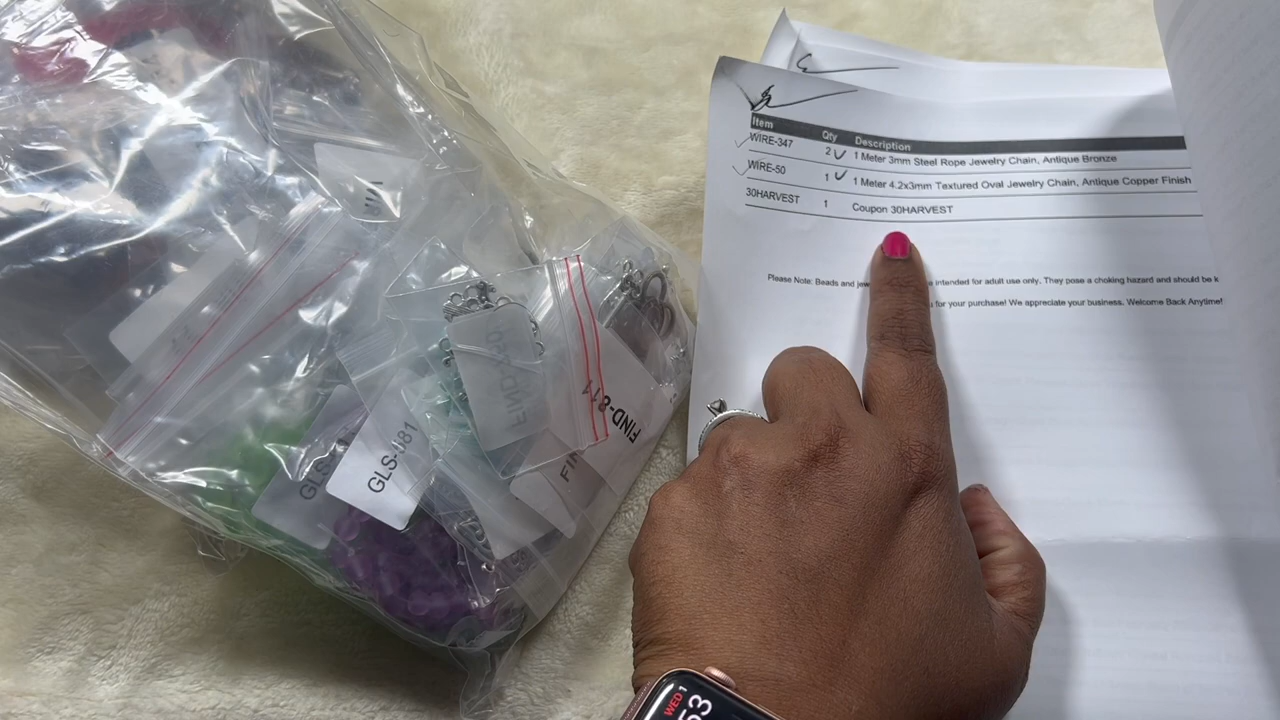 Item Qty Description
WIRE-347 2 1 Meter 3mm Steel Rope Jewelry Chain, Antique Bronze
WIRE-50 1 1 Meter 4.2x3mm Textured Oval Jewelry Chain, Antique Copper Finish
30HARVEST 1 Coupon 30HARVEST
Please Note: Beads and jew intended for adult use only. They pose a choking hazard and should be k
for your purchase! We appreciate your business. Welcome Back Anytime!
FIND-811
GLS-
WED 1
53